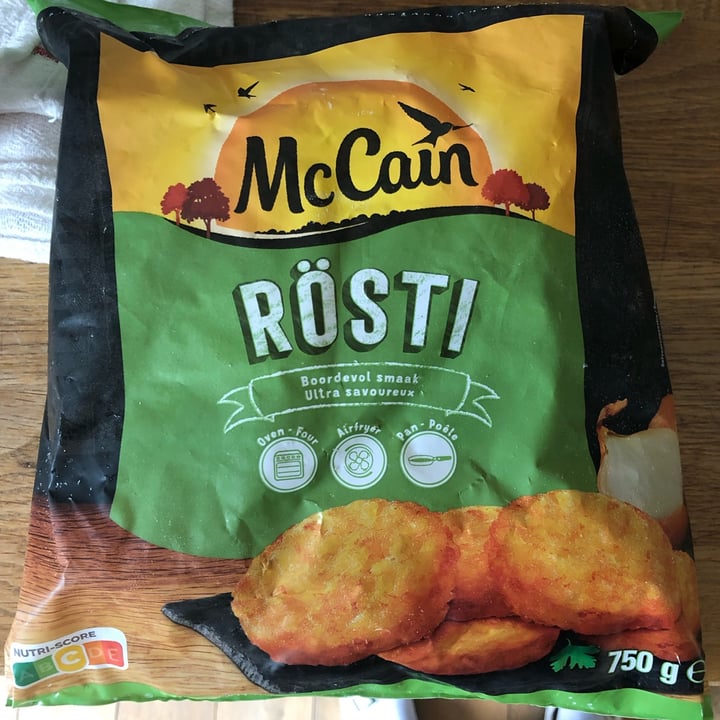 McCain
RÖSTI
Boordevol smaak
Ultra savoureux
Oven - Four
Airfryer
Pan - Poêle
NUTRI-SCORE
A B C D E
750 g e